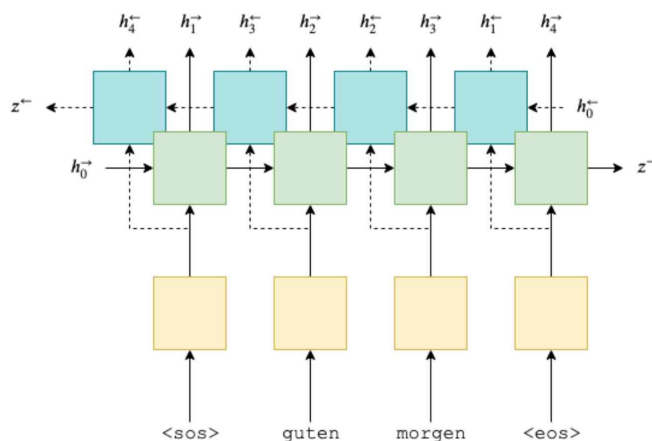 h₄← h₁→ h₃← h₂→ h₂← h₃→ h₁← h₄→
z← h₀←
h₀→ z→
<sos> guten morgen <eos>